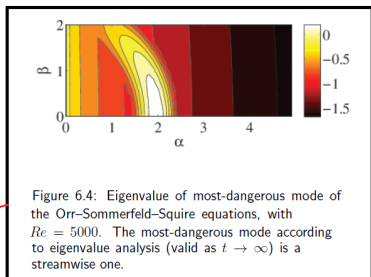 2
0
β
1
-0.5
-1
0
-1.5
0
1
2
3
4
α
Figure 6.4: Eigenvalue of most-dangerous mode of
the Orr–Sommerfeld–Squire equations, with
Re = 5000. The most-dangerous mode according
to eigenvalue analysis (valid as t → ∞) is a
streamwise one.